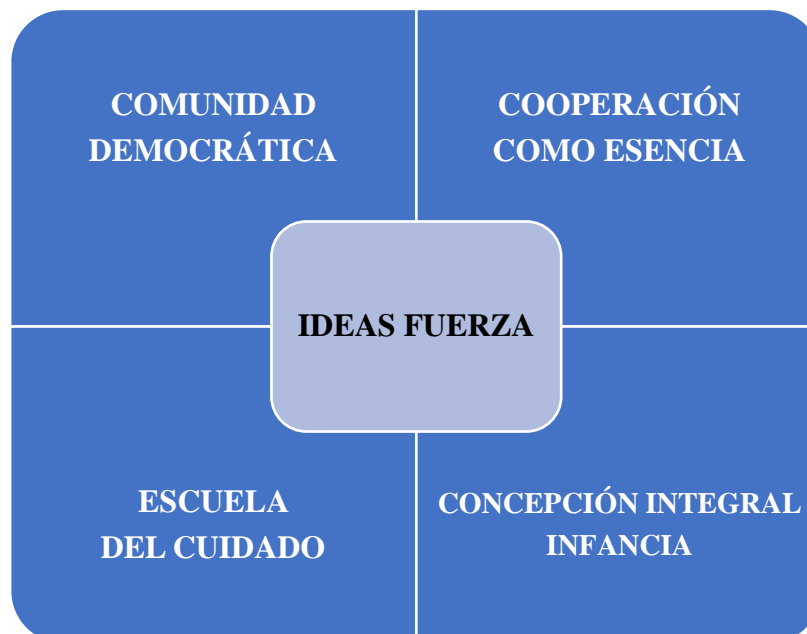 COMUNIDAD
DEMOCRÁTICA
COOPERACIÓN
COMO ESENCIA
IDEAS FUERZA
ESCUELA
DEL CUIDADO
CONCEPCIÓN INTEGRAL
INFANCIA